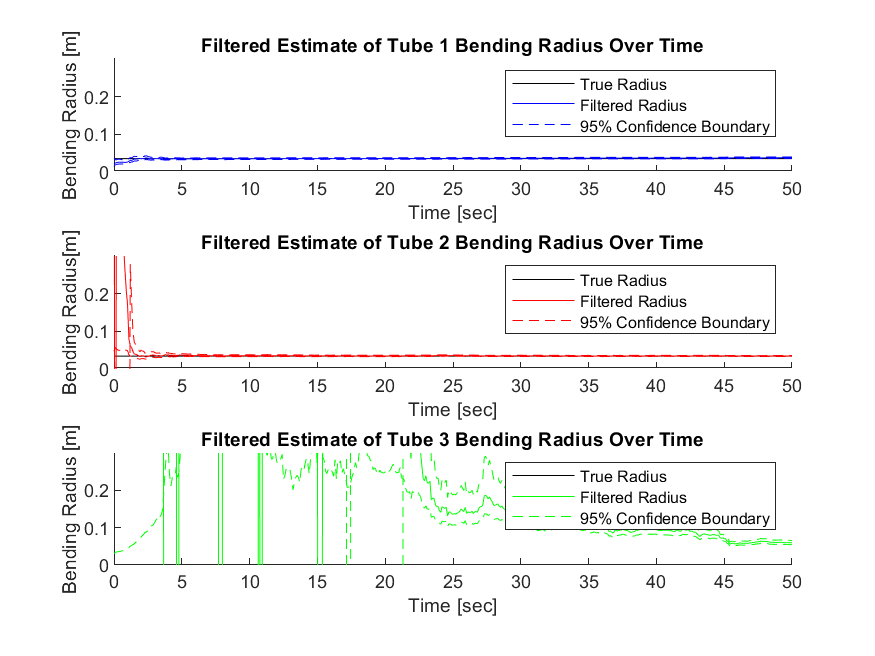 Filtered Estimate of Tube 1 Bending Radius Over Time
Bending Radius [m]
0.2
0.1
0
True Radius
Filtered Radius
95% Confidence Boundary
0 5 10 15 20 25 30 35 40 45 50
Time [sec]
Filtered Estimate of Tube 2 Bending Radius Over Time
Bending Radius[m]
0.2
0.1
0
True Radius
Filtered Radius
95% Confidence Boundary
0 5 10 15 20 25 30 35 40 45 50
Time [sec]
Filtered Estimate of Tube 3 Bending Radius Over Time
Bending Radius [m]
0.2
0.1
0
True Radius
Filtered Radius
95% Confidence Boundary
0 5 10 15 20 25 30 35 40 45 50
Time [sec]